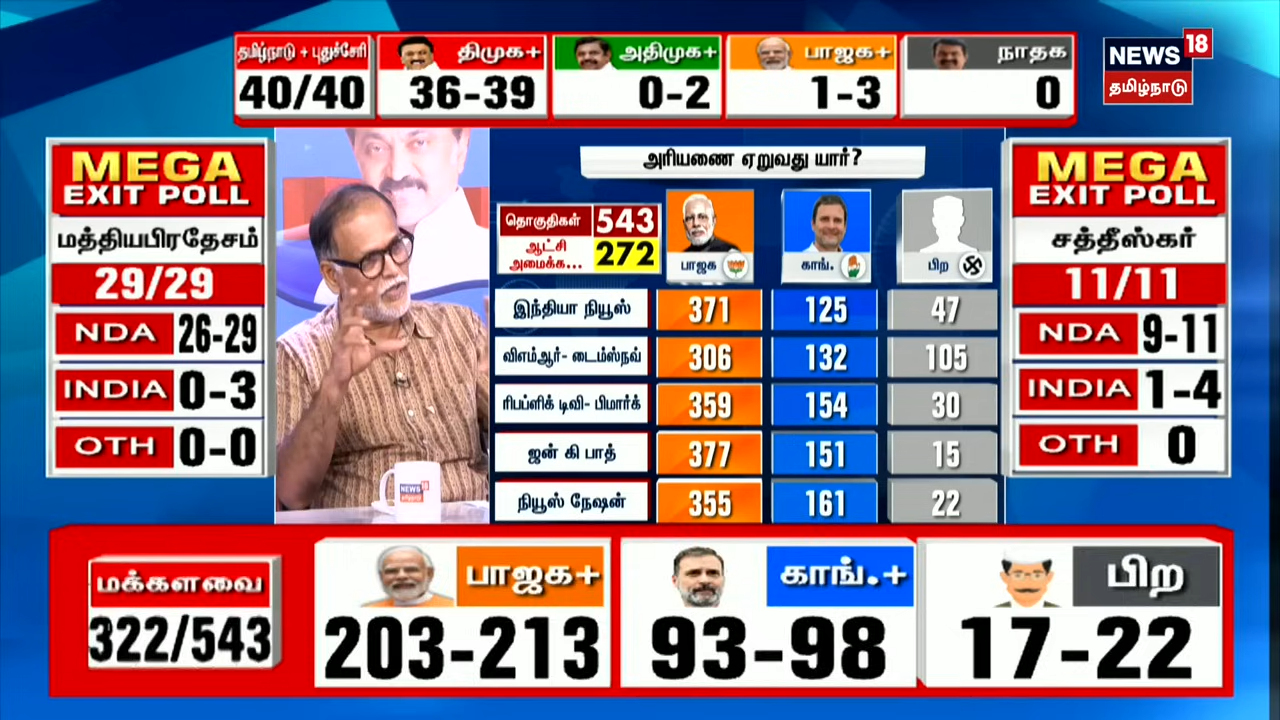 தமிழ்நாடு + புதுச்சேரி
40/40
திமுக+
36-39
அதிமுக+
0-2
பாஜக+
1-3
நாதக
0
NEWS 18
தமிழ்நாடு
MEGA
EXIT POLL
மத்தியபிரதேசம்
29/29
NDA 26-29
INDIA 0-3
OTH 0-0
அரியணை ஏறுவது யார்?
தொகுதிகள் 543
ஆட்சி
அமைக்க... 272
பாஜக காங். பிற
இந்தியா நியூஸ் 371 125 47
விஎம்ஆர்- டைம்ஸ்நவ் 306 132 105
ரிபப்ளிக் டிவி- பிமார்க் 359 154 30
ஜன் கி பாத் 377 151 15
நியூஸ் நேஷன் 355 161 22
NEWS 18
தமிழ்நாடு
MEGA
EXIT POLL
சத்தீஸ்கர்
11/11
NDA 9-11
INDIA 1-4
OTH 0
மக்களவை
322/543
பாஜக+
203-213
காங்.+
93-98
பிற
17-22